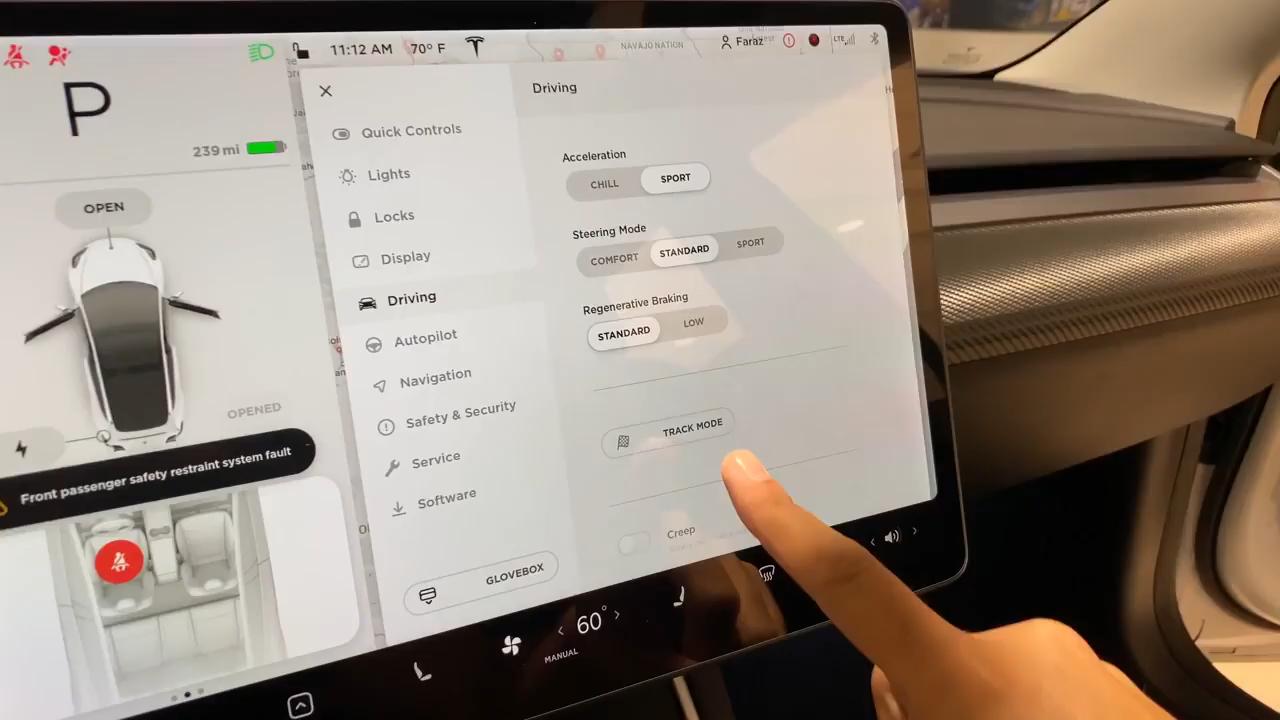 11:12 AM
70° F
NAVAJO NATION
Faraz
LTE
P
239 mi
OPEN
OPENED
Front passenger safety restraint system fault
Quick Controls
Lights
Locks
Display
Driving
Autopilot
Navigation
Safety & Security
Service
Software
GLOVEBOX
Driving
Acceleration
CHILL
SPORT
Steering Mode
COMFORT
STANDARD
SPORT
Regenerative Braking
STANDARD
LOW
TRACK MODE
Creep
60°
MANUAL